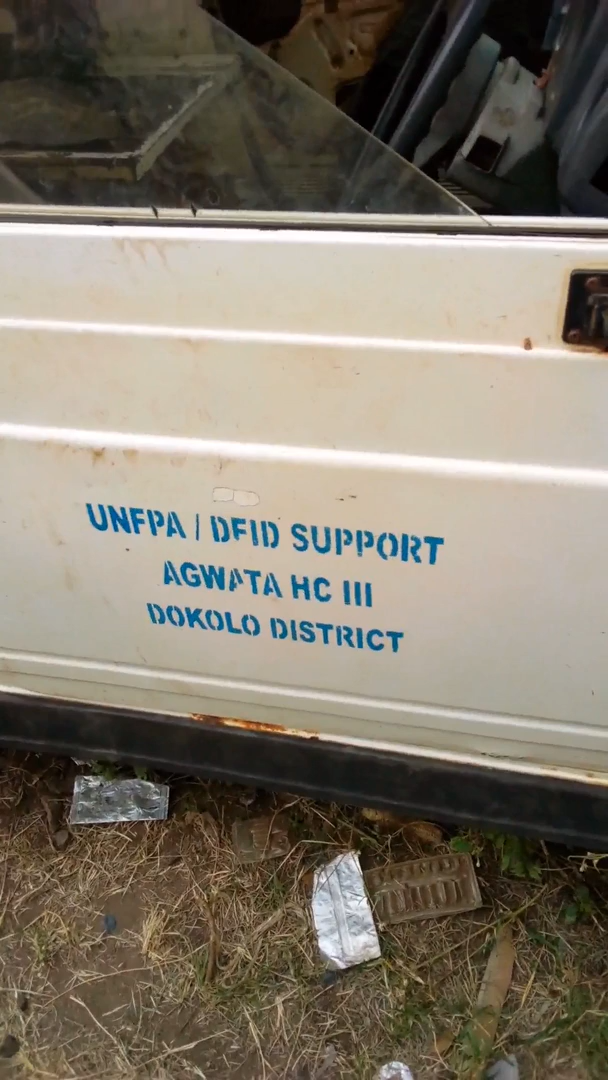 UNFPA / DFID SUPPORT
AGWATA HC III
DOKOLO DISTRICT